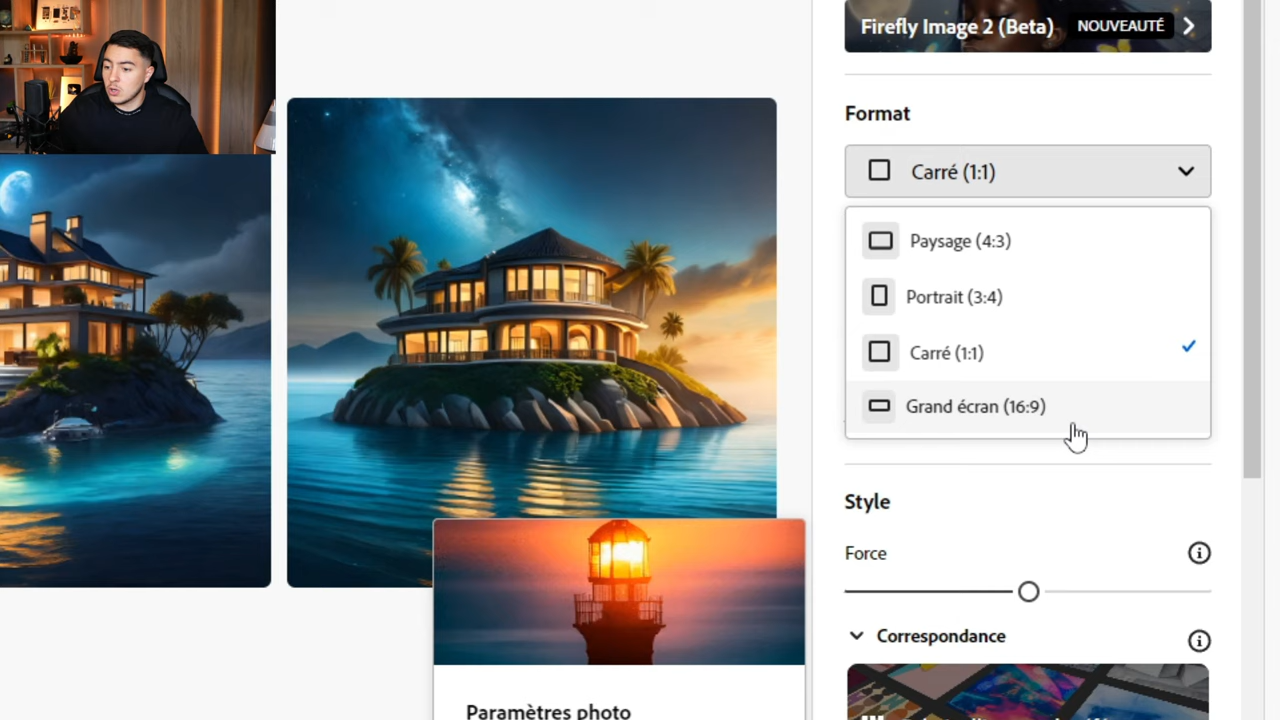 Firefly Image 2 (Beta) NOUVEAUTÉ
Format
Carré (1:1)
Paysage (4:3)
Portrait (3:4)
Carré (1:1)
Grand écran (16:9)
Style
Force
Correspondance
Paramètres photo